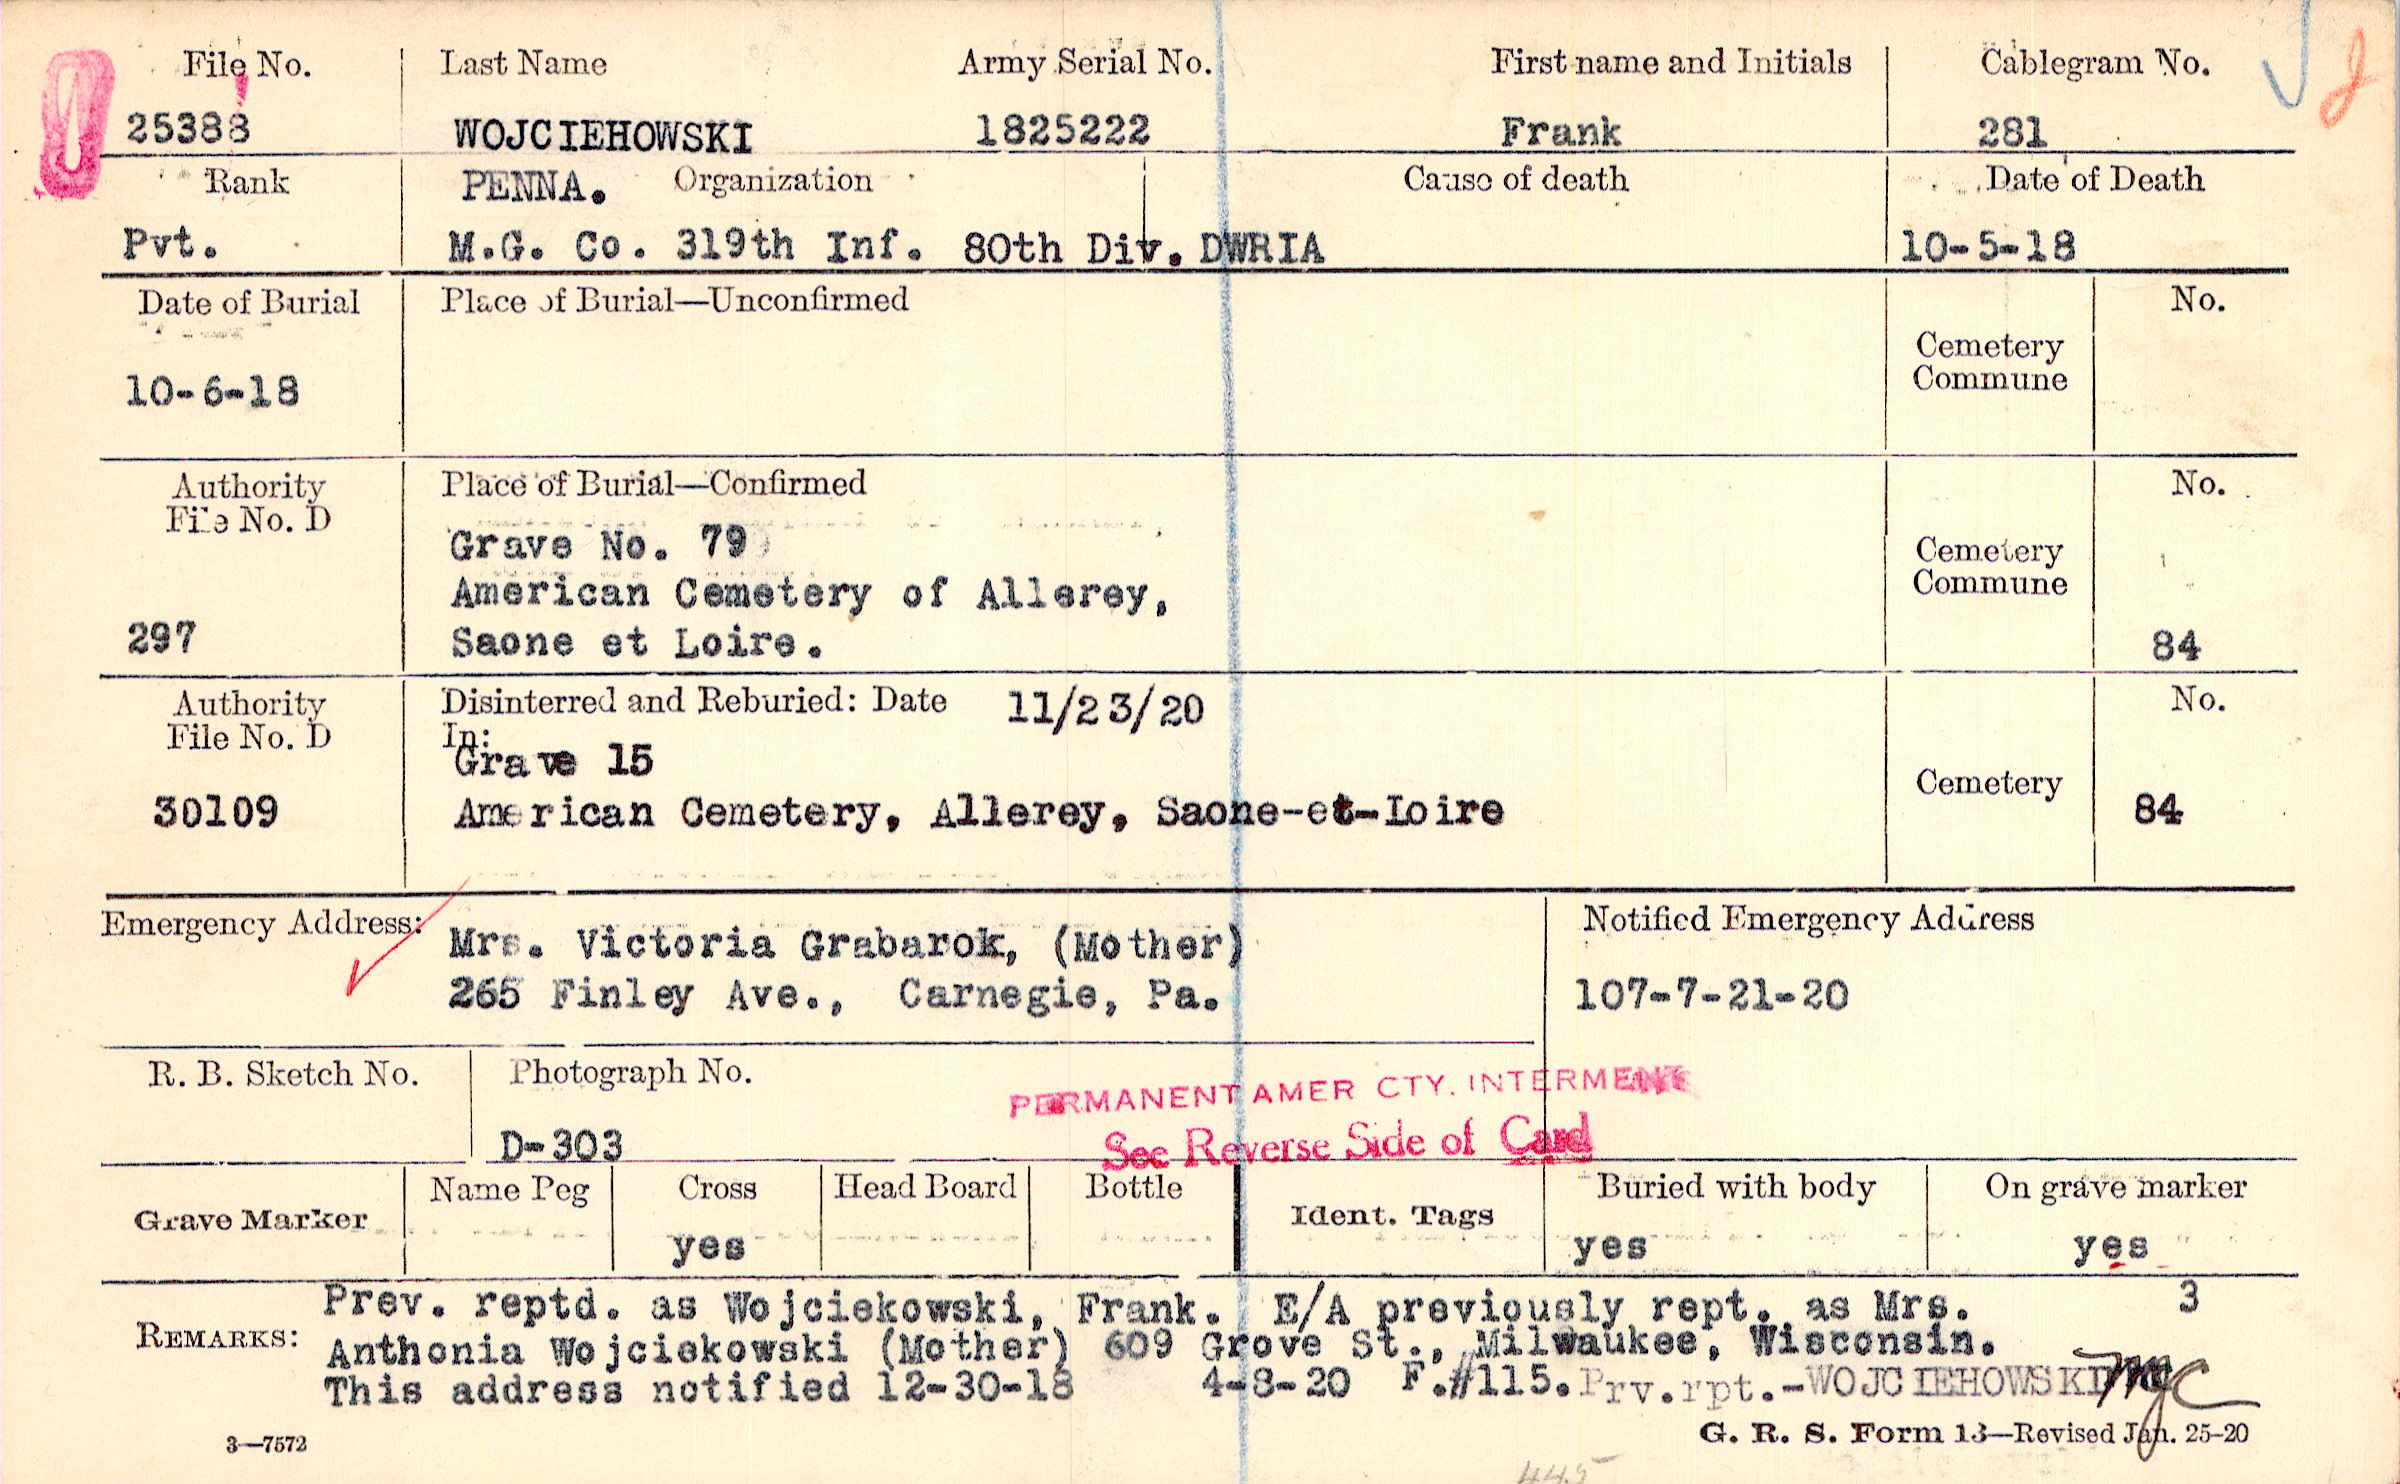 File No. Last Name Army Serial No. First name and Initials Cablegram No.
25388 WOJCIEHOWSKI 1825222 Frank 281
Rank PENNA. Organization Cause of death Date of Death
Pvt. M.G. Co. 319th Inf. 80th Div. DWRIA 10-5-18
Date of Burial Place of Burial—Unconfirmed No.
Cemetery
Commune
10-6-18
Authority Place of Burial—Confirmed No.
File No. D
Grave No. 79
Cemetery
American Cemetery of Allerey, Commune
297 Saone et Loire. 84
Authority Disinterred and Reburied: Date 11/23/20 No.
File No. D In:
Grave 15
Cemetery
30109 American Cemetery, Allerey, Saone-et-Loire 84
Emergency Address: Notified Emergency Address
Mrs. Victoria Grabarok, (Mother)
265 Finley Ave., Carnegie, Pa. 107-7-21-20
R. B. Sketch No. Photograph No.
PERMANENT AMER CTY. INTERMENT
D-303 See Reverse Side of Card
Name Peg Cross Head Board Bottle Buried with body On grave marker
Grave Marker Ident. Tags
yes yes yes
Prev. reptd. as Wojciekowski, Frank. E/A previously rept. as Mrs. 3
REMARKS: Anthonia Wojciekowski (Mother) 609 Grove St., Milwaukee, Wisconsin.
This address notified 12-30-18 4-8-20 F.#115. Prv.rpt.-WOJCIEHOWSKI
3—7572 G. R. S. Form 13—Revised Jan. 25-20
445